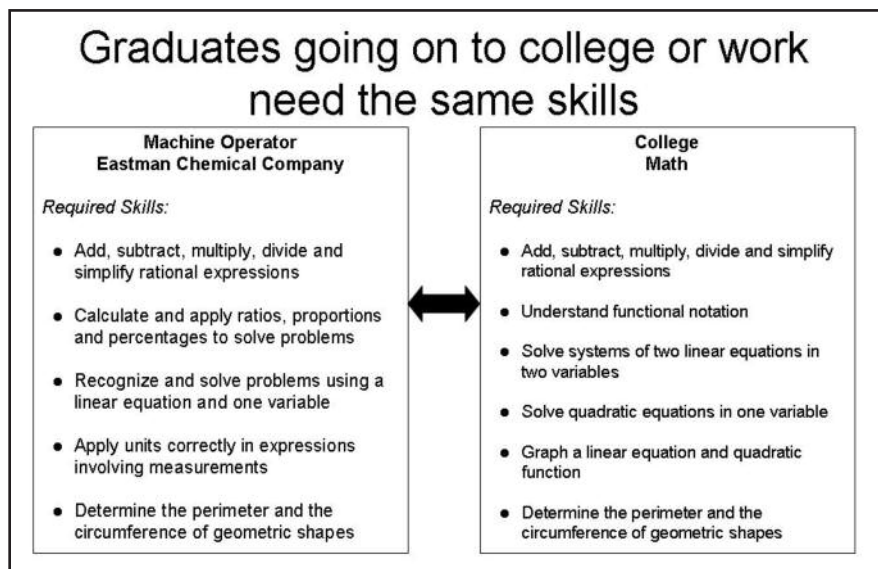 Graduates going on to college or work
need the same skills
Machine Operator
Eastman Chemical Company
Required Skills:
● Add, subtract, multiply, divide and
simplify rational expressions
● Calculate and apply ratios, proportions
and percentages to solve problems
● Recognize and solve problems using a
linear equation and one variable
● Apply units correctly in expressions
involving measurements
● Determine the perimeter and the
circumference of geometric shapes
College
Math
Required Skills:
● Add, subtract, multiply, divide and simplify
rational expressions
● Understand functional notation
● Solve systems of two linear equations in
two variables
● Solve quadratic equations in one variable
● Graph a linear equation and quadratic
function
● Determine the perimeter and the
circumference of geometric shapes